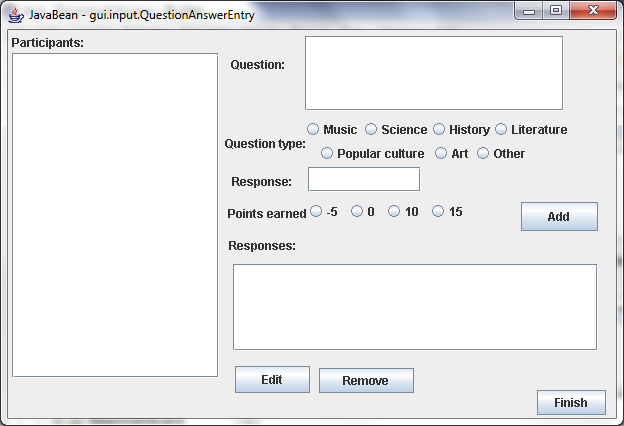 JavaBean - gui.input.QuestionAnswerEntry
Participants:
Question:
Question type:
Music Science History Literature
Popular culture Art Other
Response:
Points earned -5 0 10 15
Add
Responses:
Edit Remove
Finish